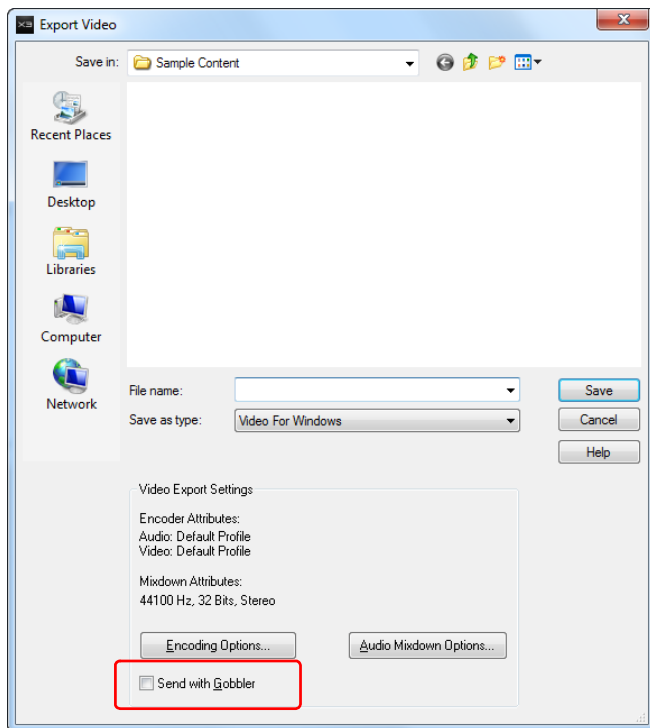 X3 Export Video
Save in: Sample Content
Recent Places
Desktop
Libraries
Computer
Network
File name:
Save
Save as type: Video For Windows
Cancel
Help
Video Export Settings
Encoder Attributes:
Audio: Default Profile
Video: Default Profile
Mixdown Attributes:
44100 Hz, 32 Bits, Stereo
Encoding Options...
Audio Mixdown Options...
Send with Gobbler